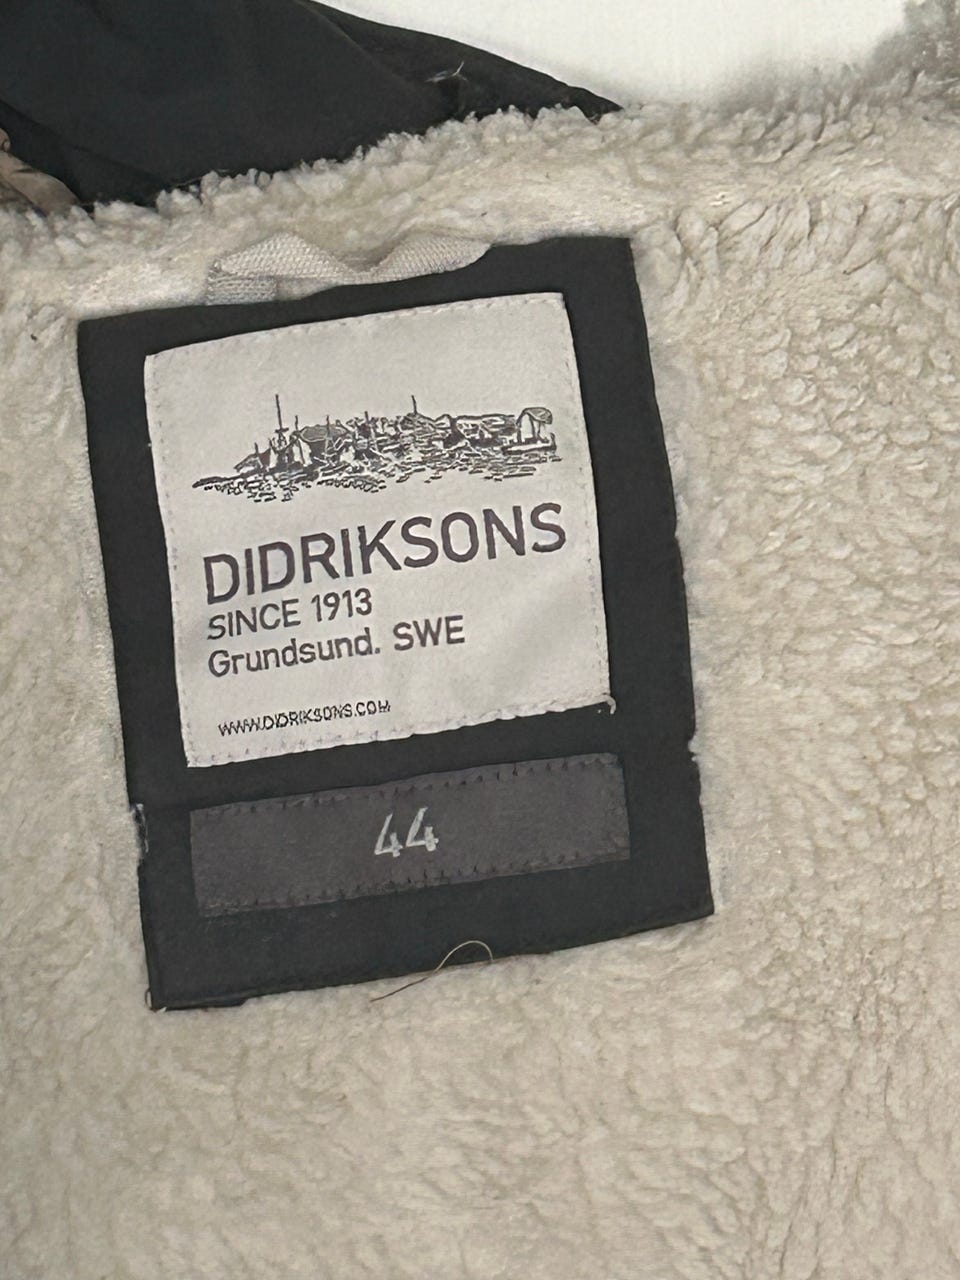 DIDRIKSONS
SINCE 1913
Grundsund. SWE
WWW.DIDRIKSONS.COM
44